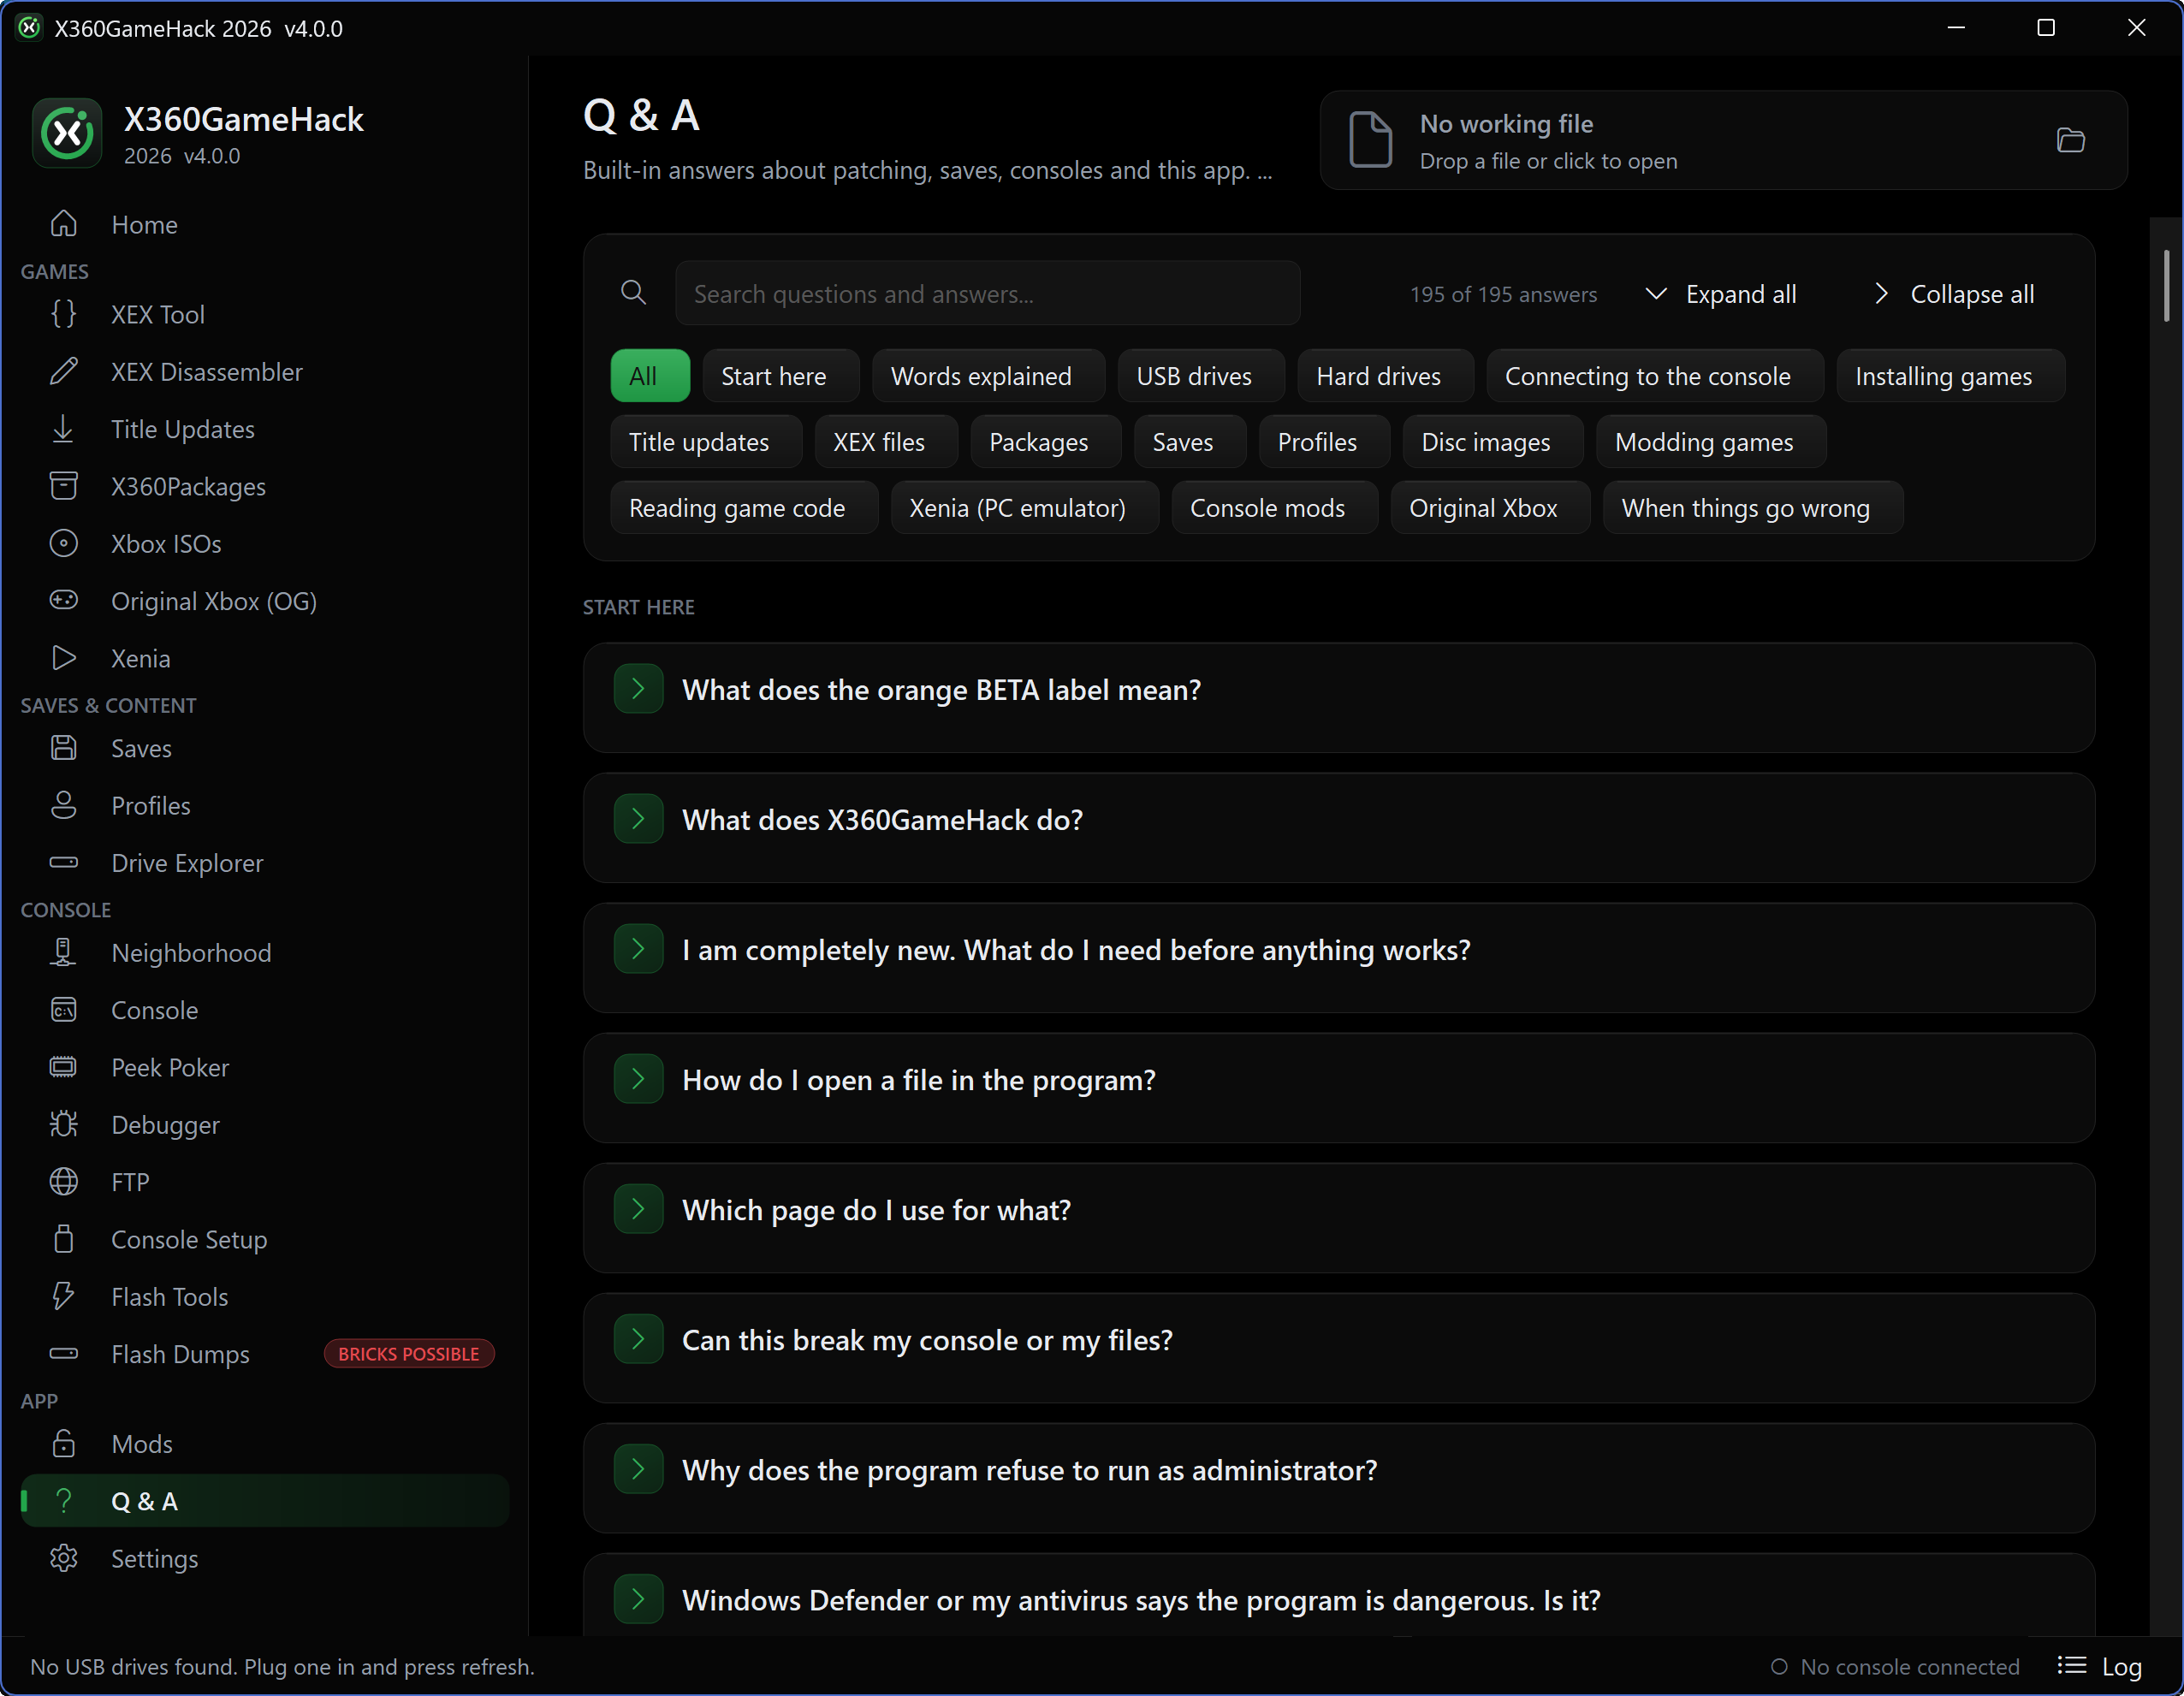 X360GameHack 2026 v4.0.0
X360GameHack
2026 v4.0.0
Home
GAMES
XEX Tool
XEX Disassembler
Title Updates
X360Packages
Xbox ISOs
Original Xbox (OG)
Xenia
SAVES & CONTENT
Saves
Profiles
Drive Explorer
CONSOLE
Neighborhood
Console
Peek Poker
Debugger
FTP
Console Setup
Flash Tools
Flash Dumps BRICKS POSSIBLE
APP
Mods
Q & A
Settings
Q & A
Built-in answers about patching, saves, consoles and this app. ...
No working file
Drop a file or click to open
Search questions and answers...
195 of 195 answers Expand all Collapse all
All Start here Words explained USB drives Hard drives Connecting to the console Installing games
Title updates XEX files Packages Saves Profiles Disc images Modding games
Reading game code Xenia (PC emulator) Console mods Original Xbox When things go wrong
START HERE
What does the orange BETA label mean?
What does X360GameHack do?
I am completely new. What do I need before anything works?
How do I open a file in the program?
Which page do I use for what?
Can this break my console or my files?
Why does the program refuse to run as administrator?
Windows Defender or my antivirus says the program is dangerous. Is it?
No USB drives found. Plug one in and press refresh.
No console connected Log